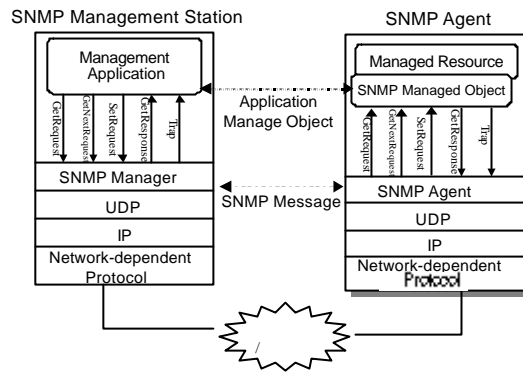 SNMP Management Station
Management
Application
GetRequest
GetNextRequest
SetRequest
GetResponse
Trap
SNMP Manager
UDP
IP
Network-dependent
Protocol
Application
Manage Object
SNMP Message
/
SNMP Agent
Managed Resource
SNMP Managed Object
GetRequest
GetNextRequest
SetRequest
GetResponse
Trap
SNMP Agent
UDP
IP
Network-dependent
Protocol